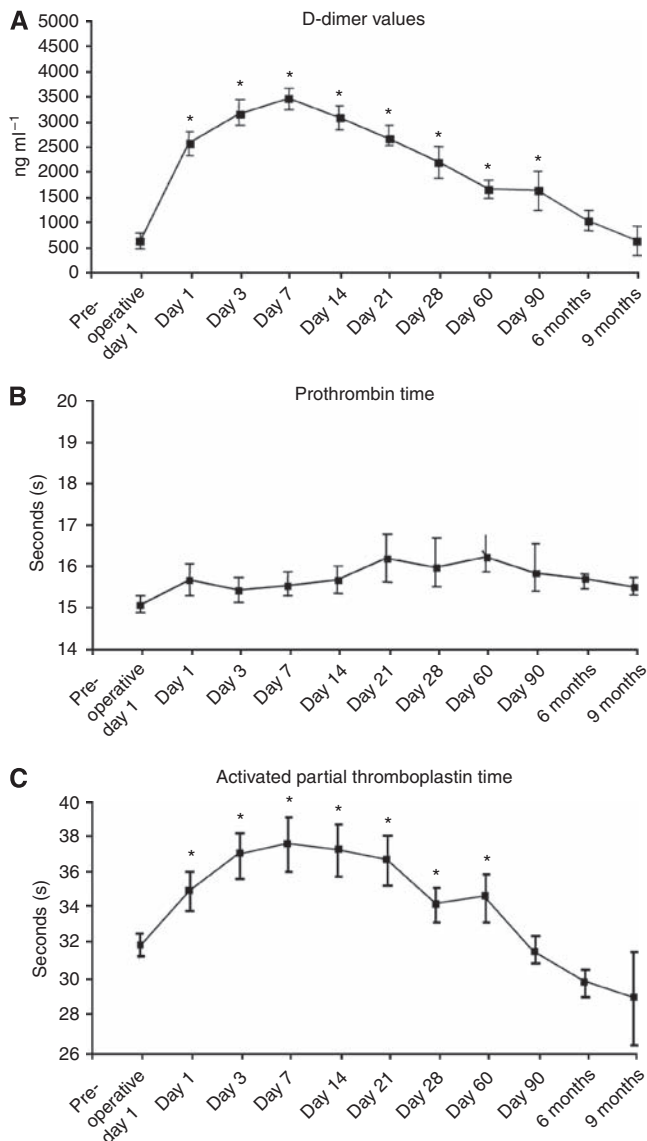 A
D-dimer values
ng ml−1
5000
4500
4000
3500
3000
2500
2000
1500
1000
500
0
* * * * * * * *
Pre-
operative
day 1
Day 1
Day 3
Day 7
Day 14
Day 21
Day 28
Day 60
Day 90
6 months
9 months
B
Prothrombin time
Seconds (s)
20
19
18
17
16
15
14
Pre-
operative
day 1
Day 1
Day 3
Day 7
Day 14
Day 21
Day 28
Day 60
Day 90
6 months
9 months
C
Activated partial thromboplastin time
Seconds (s)
40
38
36
34
32
30
28
26
* * * * * * *
Pre-
operative
day 1
Day 1
Day 3
Day 7
Day 14
Day 21
Day 28
Day 60
Day 90
6 months
9 months